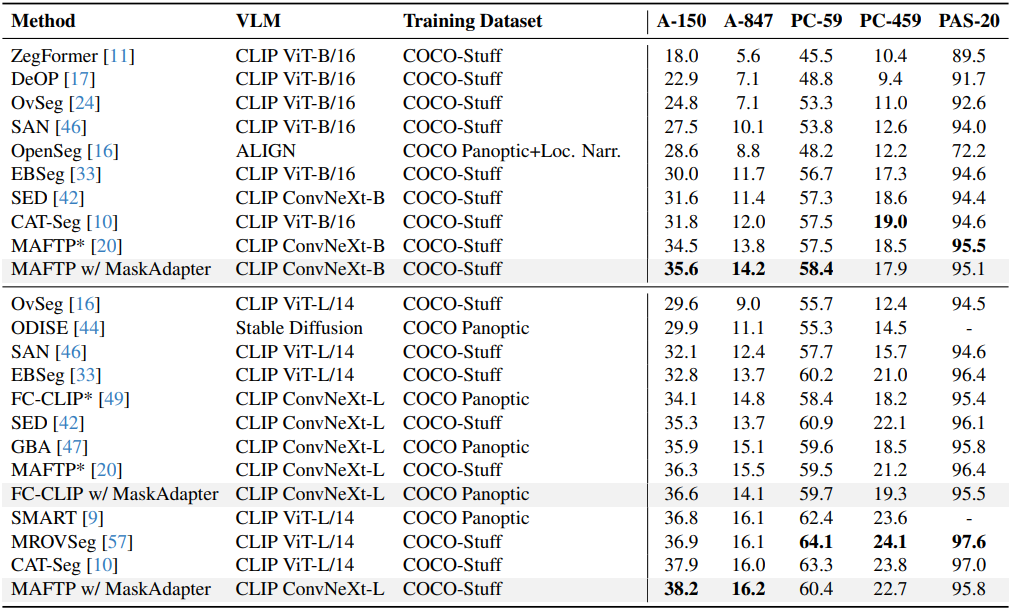 Method VLM Training Dataset A-150 A-847 PC-59 PC-459 PAS-20
ZegFormer [11] CLIP ViT-B/16 COCO-Stuff 18.0 5.6 45.5 10.4 89.5
DeOP [17] CLIP ViT-B/16 COCO-Stuff 22.9 7.1 48.8 9.4 91.7
OvSeg [24] CLIP ViT-B/16 COCO-Stuff 24.8 7.1 53.3 11.0 92.6
SAN [46] CLIP ViT-B/16 COCO-Stuff 27.5 10.1 53.8 12.6 94.0
OpenSeg [16] ALIGN COCO Panoptic+Loc. Narr. 28.6 8.8 48.2 12.2 72.2
EBSeg [33] CLIP ViT-B/16 COCO-Stuff 30.0 11.7 56.7 17.3 94.6
SED [42] CLIP ConvNeXt-B COCO-Stuff 31.6 11.4 57.3 18.6 94.4
CAT-Seg [10] CLIP ViT-B/16 COCO-Stuff 31.8 12.0 57.5 19.0 94.6
MAFTP* [20] CLIP ConvNeXt-B COCO-Stuff 34.5 13.8 57.5 18.5 95.5
MAFTP w/ MaskAdapter CLIP ConvNeXt-B COCO-Stuff 35.6 14.2 58.4 17.9 95.1
OvSeg [16] CLIP ViT-L/14 COCO-Stuff 29.6 9.0 55.7 12.4 94.5
ODISE [44] Stable Diffusion COCO Panoptic 29.9 11.1 55.3 14.5 -
SAN [46] CLIP ViT-L/14 COCO-Stuff 32.1 12.4 57.7 15.7 94.6
EBSeg [33] CLIP ViT-L/14 COCO-Stuff 32.8 13.7 60.2 21.0 96.4
FC-CLIP* [49] CLIP ConvNeXt-L COCO Panoptic 34.1 14.8 58.4 18.2 95.4
SED [42] CLIP ConvNeXt-L COCO-Stuff 35.3 13.7 60.9 22.1 96.1
GBA [47] CLIP ConvNeXt-L COCO Panoptic 35.9 15.1 59.6 18.5 95.8
MAFTP* [20] CLIP ConvNeXt-L COCO-Stuff 36.3 15.5 59.5 21.2 96.4
FC-CLIP w/ MaskAdapter CLIP ConvNeXt-L COCO Panoptic 36.6 14.1 59.7 19.3 95.5
SMART [9] CLIP ViT-L/14 COCO Panoptic 36.8 16.1 62.4 23.6 -
MROVSeg [57] CLIP ViT-L/14 COCO-Stuff 36.9 16.1 64.1 24.1 97.6
CAT-Seg [10] CLIP ViT-L/14 COCO-Stuff 37.9 16.0 63.3 23.8 97.0
MAFTP w/ MaskAdapter CLIP ConvNeXt-L COCO-Stuff 38.2 16.2 60.4 22.7 95.8